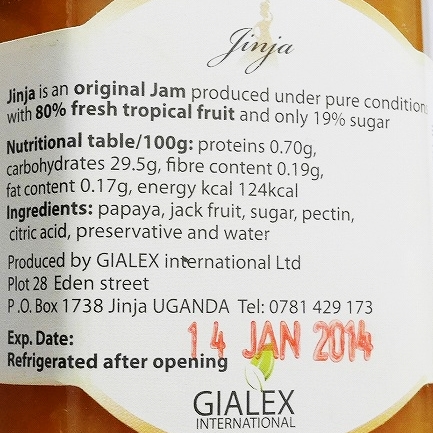 Jinja
Jinja is an original Jam produced under pure condition
with 80% fresh tropical fruit and only 19% sugar
Nutritional table/100g: proteins 0.70g,
carbohydrates 29.5g, fibre content 0.19g,
fat content 0.17g, energy kcal 124kcal
Ingredients: papaya, jack fruit, sugar, pectin,
citric acid, preservative and water
Produced by GIALEX international Ltd
Plot 28 Eden street
P.O. Box 1738 Jinja UGANDA Tel: 0781 429 173
Exp. Date: 14 JAN 2014
Refrigerated after opening
GIALEX
INTERNATIONAL